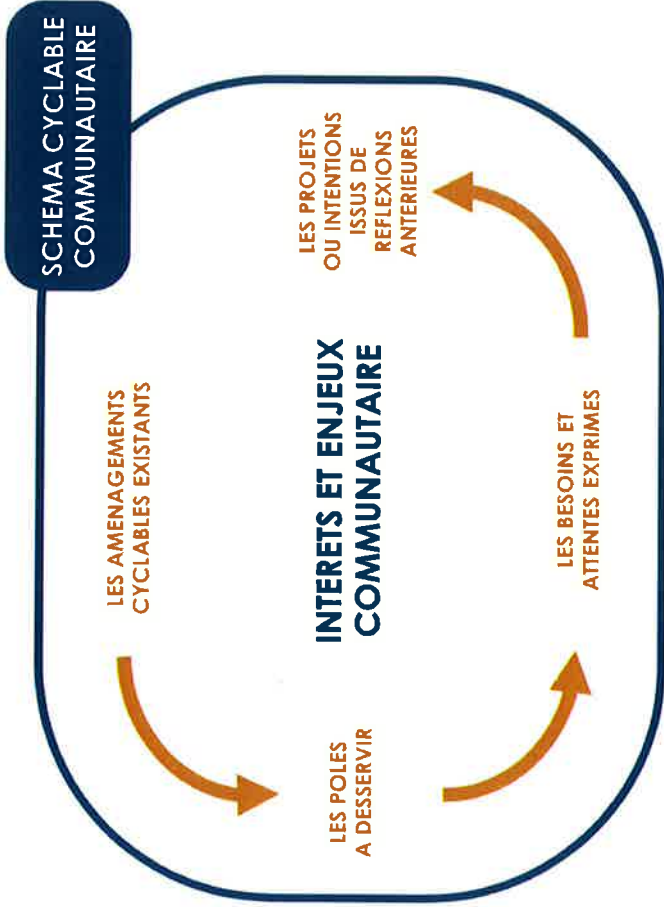 SCHEMA CYCLABLE
COMMUNAUTAIRE
LES AMENAGEMENTS
CYCLABLES EXISTANTS
LES POLES
A DESSERVIR
INTERETS ET ENJEUX
COMMUNAUTAIRE
LES BESOINS ET
ATTENTES EXPRIMES
LES PROJETS
OU INTENTIONS
ISSUS DE
REFLEXIONS
ANTERIEURES